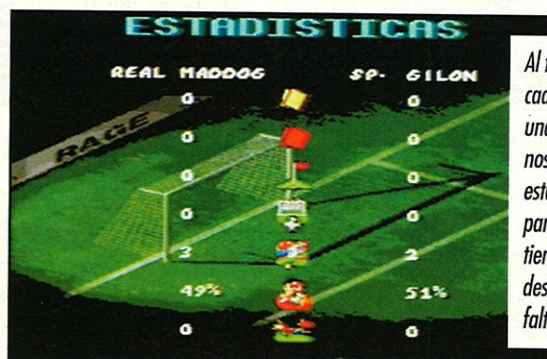 ESTADISTICAS
REAL MADDOG SP. GILON
0 0
0 0
RAGE
0 0
0 0
3 2
49% 51%
0 0
Al
cad
una
nos
est
par
tien
des
falt